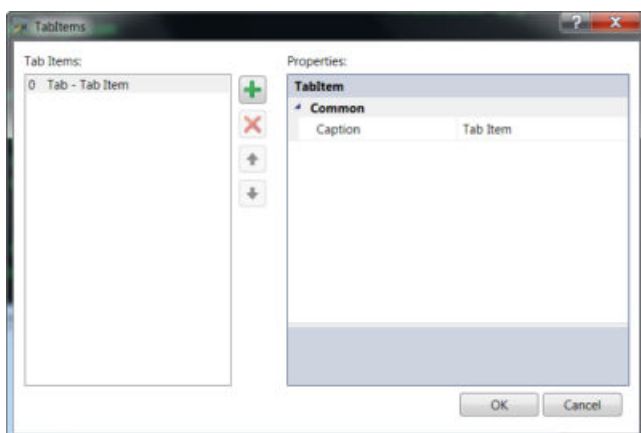 TabItems
?
X
Tab Items:
Properties:
0 Tab - Tab Item
TabItem
Common
Caption
Tab Item
OK
Cancel